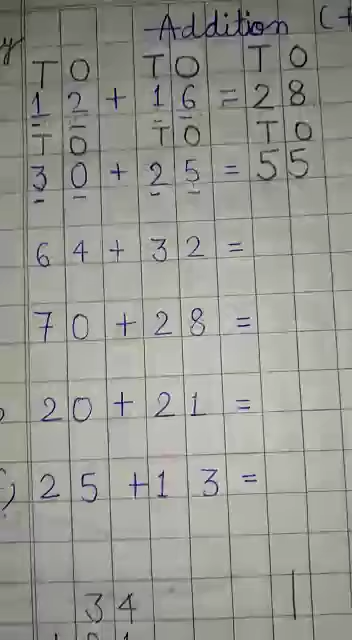 Addition (+
T O T O T O
1 2 + 1 6 = 2 8
T O T O T O
3 0 + 2 5 = 5 5
6 4 + 3 2 =
7 0 + 2 8 =
2 0 + 2 1 =
2 5 + 1 3 =
3 4